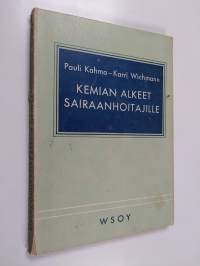 Pauli Kahma – Karri Wichmann
KEMIAN ALKEET
SAIRAANHOITAJILLE
WSOY